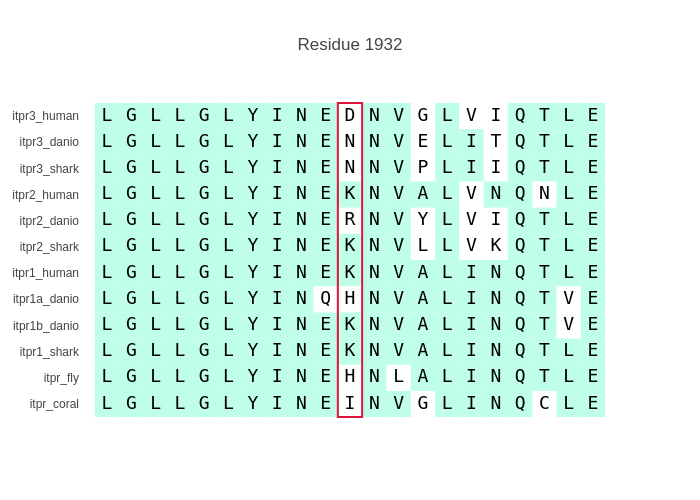 Residue 1932
itpr3_human L G L L G L Y I N E D N V G L V I Q T L E
itpr3_danio L G L L G L Y I N E N N V E L I T Q T L E
itpr3_shark L G L L G L Y I N E N N V P L I I Q T L E
itpr2_human L G L L G L Y I N E K N V A L V N Q N L E
itpr2_danio L G L L G L Y I N E R N V Y L V I Q T L E
itpr2_shark L G L L G L Y I N E K N V L L V K Q T L E
itpr1_human L G L L G L Y I N E K N V A L I N Q T L E
itpr1a_danio L G L L G L Y I N Q H N V A L I N Q T V E
itpr1b_danio L G L L G L Y I N E K N V A L I N Q T V E
itpr1_shark L G L L G L Y I N E K N V A L I N Q T L E
itpr_fly L G L L G L Y I N E H N L A L I N Q T L E
itpr_coral L G L L G L Y I N E I N V G L I N Q C L E